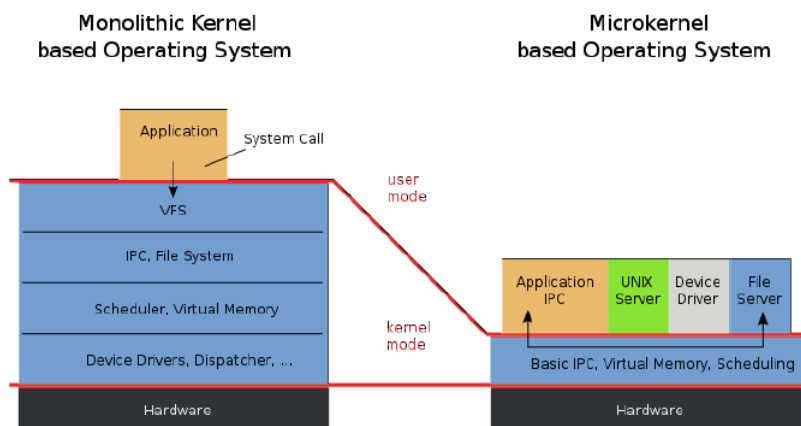 Monolithic Kernel
based Operating System
Microkernel
based Operating System
Application
System Call
user
mode
VFS
IPC, File System
Scheduler, Virtual Memory
kernel
mode
Device Drivers, Dispatcher, ...
Hardware
Application
IPC
UNIX
Server
Device
Driver
File
Server
Basic IPC, Virtual Memory, Scheduling
Hardware